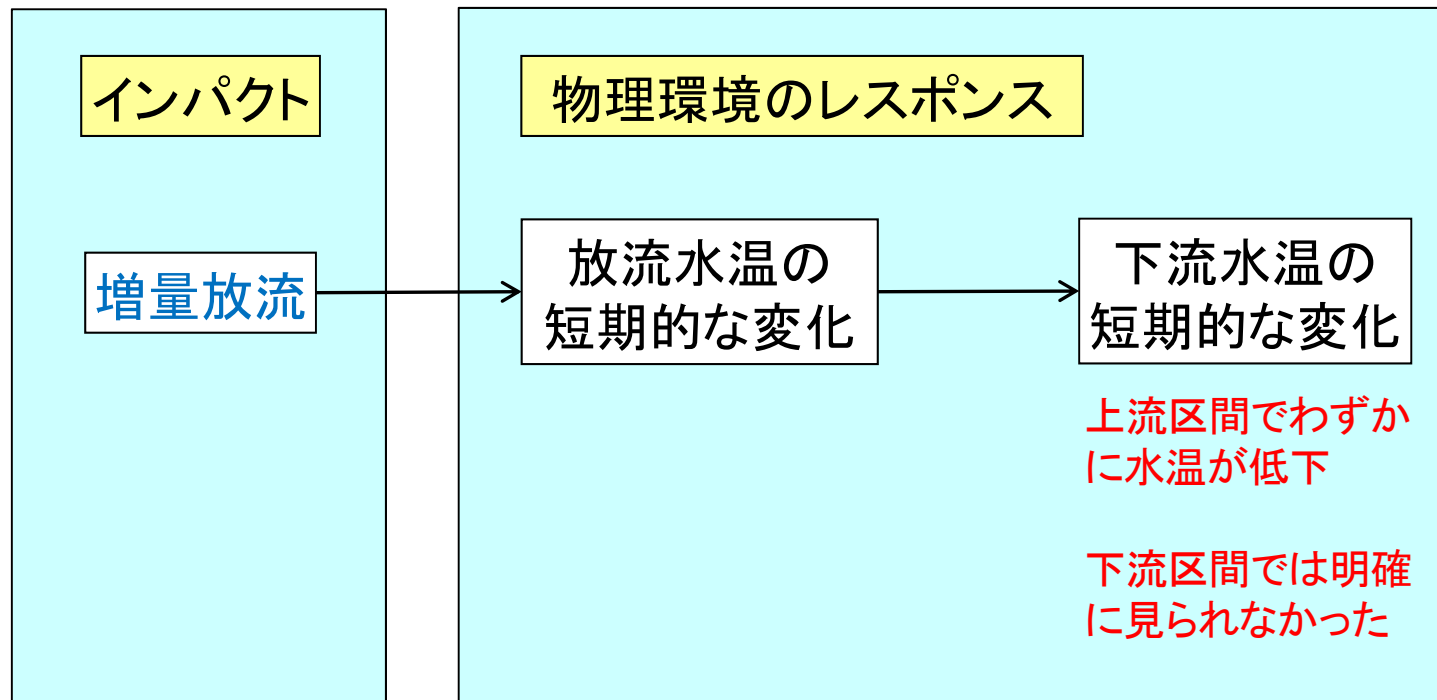 インパクト
物理環境のレスポンス
増量放流
放流水温の
短期的な変化
下流水温の
短期的な変化
上流区間でわずか
に水温が低下
下流区間では明確
に見られなかった